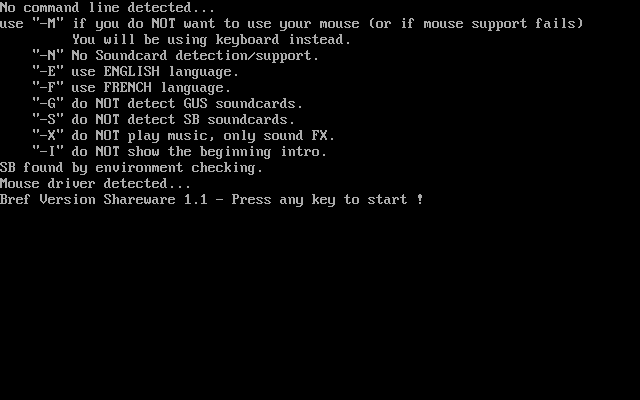 No command line detected...
use "-M" if you do NOT want to use your mouse (or if mouse support fails)
You will be using keyboard instead.
"-N" No Soundcard detection/support.
"-E" use ENGLISH language.
"-F" use FRENCH language.
"-G" do NOT detect GUS soundcards.
"-S" do NOT detect SB soundcards.
"-X" do NOT play music, only sound FX.
"-I" do NOT show the beginning intro.
SB found by environment checking.
Mouse driver detected...
Bref Version Shareware 1.1 - Press any key to start !